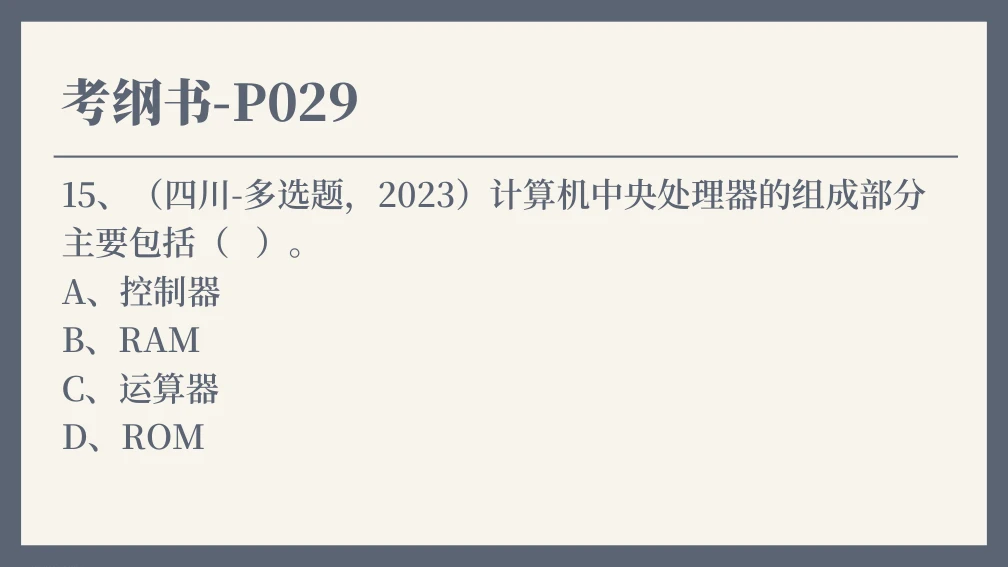 考纲书-P029
15、（四川-多选题，2023）计算机中央处理器的组成部分
主要包括（  ）。
A、控制器
B、RAM
C、运算器
D、ROM